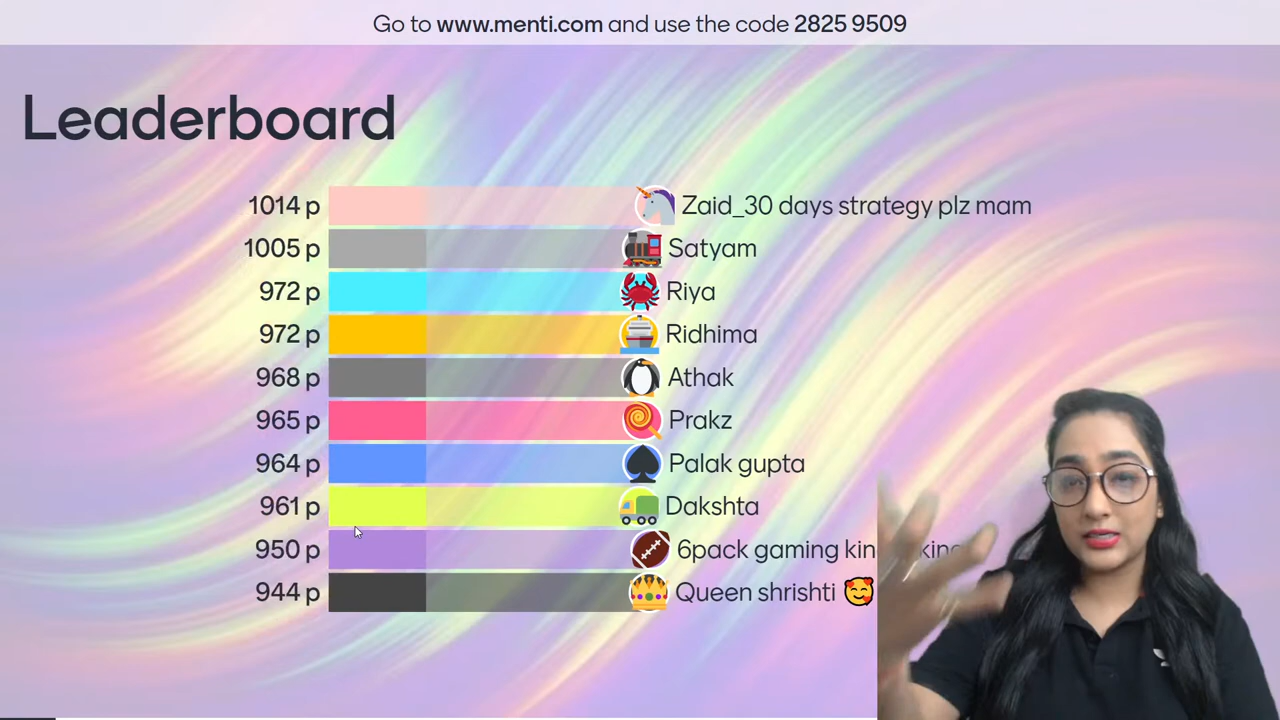 Go to www.menti.com and use the code 2825 9509
Leaderboard
1014 p Zaid_30 days strategy plz mam
1005 p Satyam
972 p Riya
972 p Ridhima
968 p Athak
965 p Prakz
964 p Palak gupta
961 p Dakshta
950 p 6pack gaming
944 p Queen shrishti 🥰